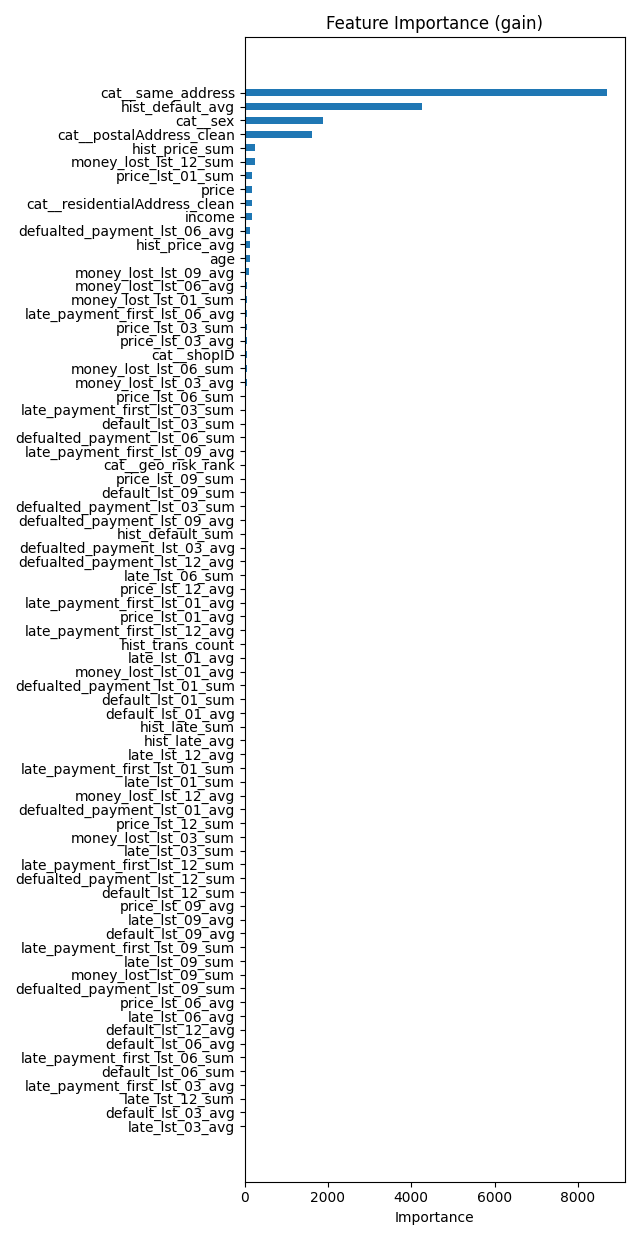 Feature Importance (gain)
cat__same_address
hist_default_avg
cat__sex
cat__postalAddress_clean
hist_price_sum
money_lost_lst_12_sum
price_lst_01_sum
price
cat__residentialAddress_clean
income
defualted_payment_lst_06_avg
hist_price_avg
age
money_lost_lst_09_avg
money_lost_lst_06_avg
money_lost_lst_01_sum
late_payment_first_lst_06_avg
price_lst_03_sum
price_lst_03_avg
cat__shopID
money_lost_lst_06_sum
money_lost_lst_03_avg
price_lst_06_sum
late_payment_first_lst_03_sum
default_lst_03_sum
defualted_payment_lst_06_sum
late_payment_first_lst_09_avg
cat__geo_risk_rank
price_lst_09_sum
default_lst_09_sum
defualted_payment_lst_03_sum
defualted_payment_lst_09_avg
hist_default_sum
defualted_payment_lst_03_avg
defualted_payment_lst_12_avg
late_lst_06_sum
price_lst_12_avg
late_payment_first_lst_01_avg
price_lst_01_avg
late_payment_first_lst_12_avg
hist_trans_count
late_lst_01_avg
money_lost_lst_01_avg
defualted_payment_lst_01_sum
default_lst_01_sum
default_lst_01_avg
hist_late_sum
hist_late_avg
late_lst_12_avg
late_payment_first_lst_01_sum
late_lst_01_sum
money_lost_lst_12_avg
defualted_payment_lst_01_avg
price_lst_12_sum
money_lost_lst_03_sum
late_lst_03_sum
late_payment_first_lst_12_sum
defualted_payment_lst_12_sum
default_lst_12_sum
price_lst_09_avg
late_lst_09_avg
default_lst_09_avg
late_payment_first_lst_09_sum
late_lst_09_sum
money_lost_lst_09_sum
defualted_payment_lst_09_sum
price_lst_06_avg
late_lst_06_avg
default_lst_12_avg
default_lst_06_avg
late_payment_first_lst_06_sum
default_lst_06_sum
late_payment_first_lst_03_avg
late_lst_12_sum
default_lst_03_avg
late_lst_03_avg
0 2000 4000 6000 8000
Importance